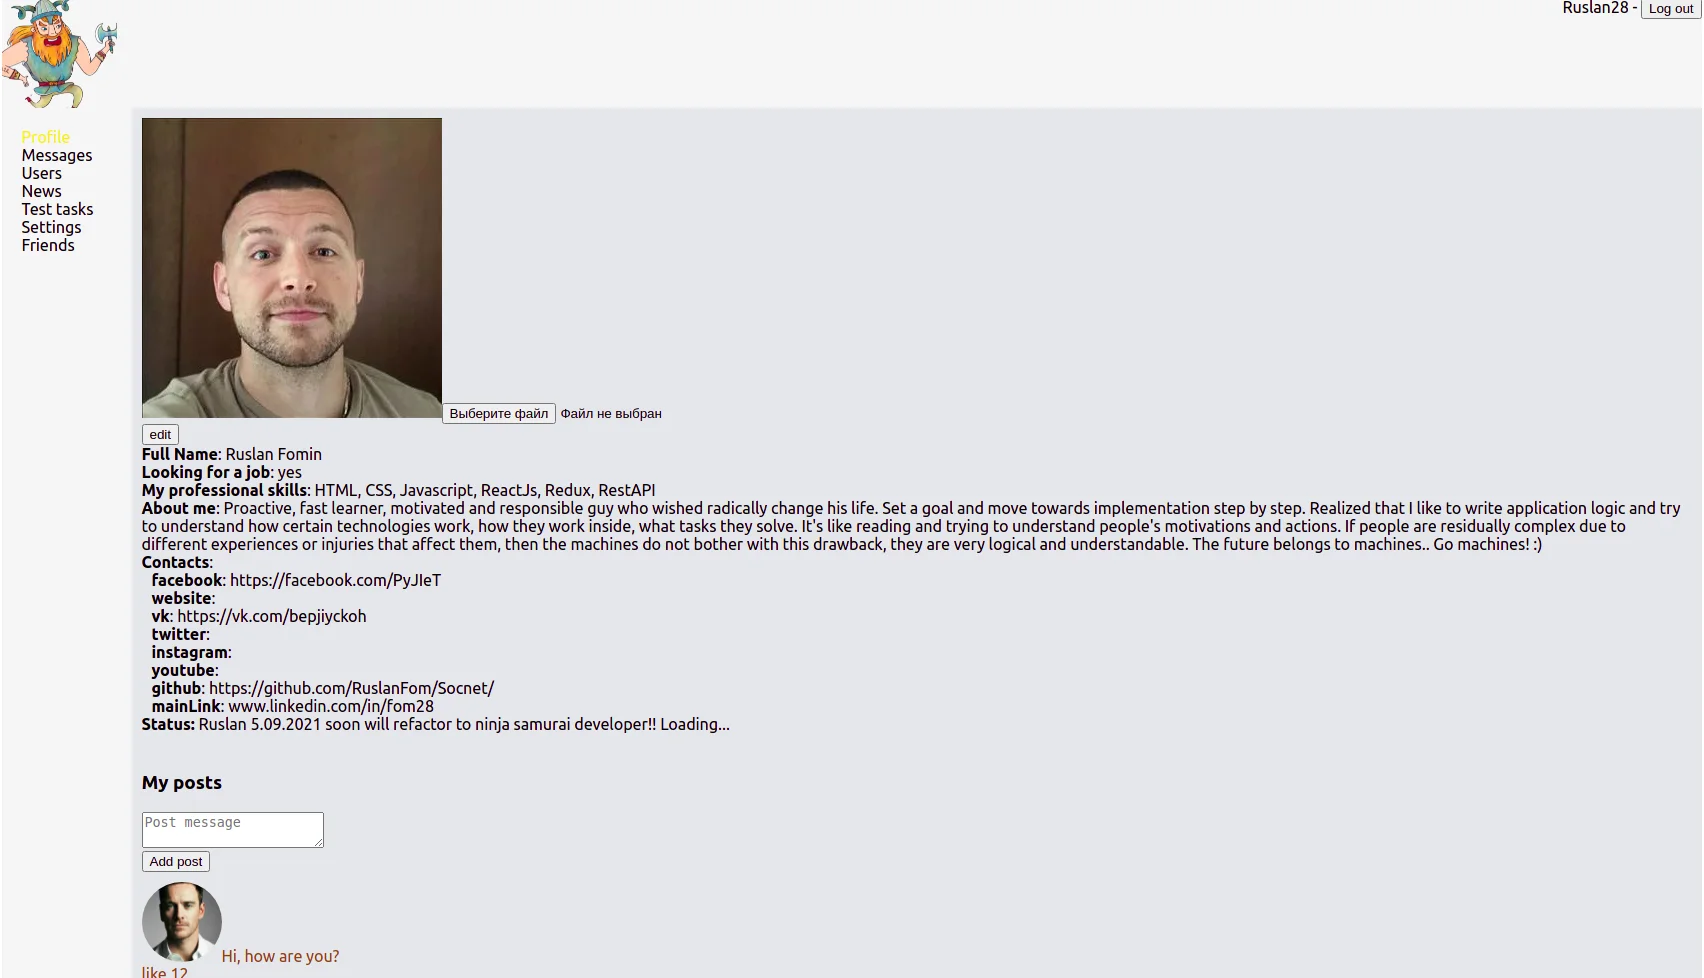 Ruslan28 - Log out
Profile
Messages
Users
News
Test tasks
Settings
Friends
Выберите файл Файл не выбран
edit
Full Name: Ruslan Fomin
Looking for a job: yes
My professional skills: HTML, CSS, Javascript, ReactJs, Redux, RestAPI
About me: Proactive, fast learner, motivated and responsible guy who wished radically change his life. Set a goal and move towards implementation step by step. Realized that I like to write application logic and try
to understand how certain technologies work, how they work inside, what tasks they solve. It's like reading and trying to understand people's motivations and actions. If people are residually complex due to
different experiences or injuries that affect them, then the machines do not bother with this drawback, they are very logical and understandable. The future belongs to machines.. Go machines! :)
Contacts:
facebook: https://facebook.com/PyJIeT
website:
vk: https://vk.com/bepjiyckoh
twitter:
instagram:
youtube:
github: https://github.com/RuslanFom/Socnet/
mainLink: www.linkedin.com/in/fom28
Status: Ruslan 5.09.2021 soon will refactor to ninja samurai developer!! Loading...
My posts
Post message
Add post
Hi, how are you?
like 12